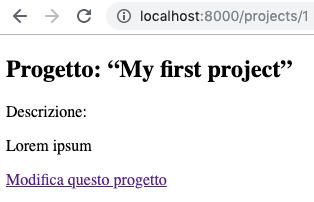 localhost:8000/projects/1
Progetto: “My first project”
Descrizione:
Lorem ipsum
Modifica questo progetto